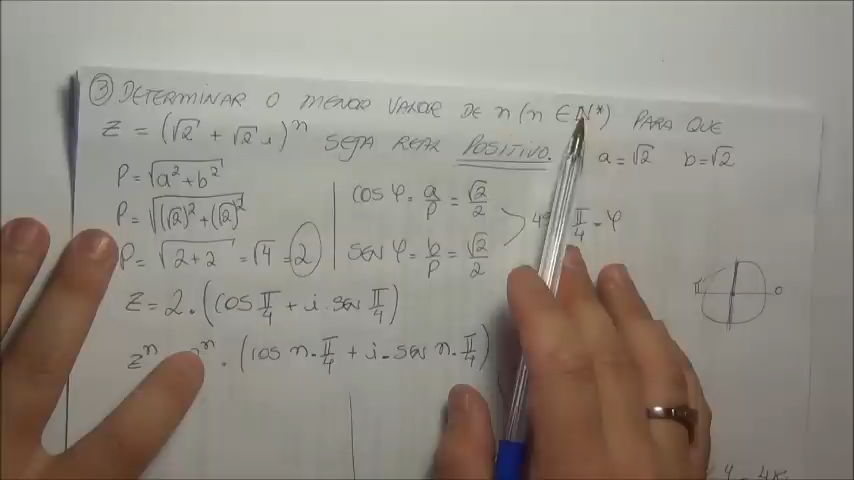 ③ DETERMINAR O MENOR VALOR DE n (n ∈ N*) PARA QUE
Z = (√2 + √2 i)^n SEJA REAL POSITIVO.
a = √2 b = √2
P = √(a² + b²)
P = √((√2)² + (√2)²)
P = √(2 + 2) = √4 = 2
COS φ = a/P = √2/2
SEN φ = b/P = √2/2
π/4 = φ
Z = 2 . (COS π/4 + i . SEN π/4)
Z^n . (COS n . π/4 + i . SEN n . π/4)
π 0